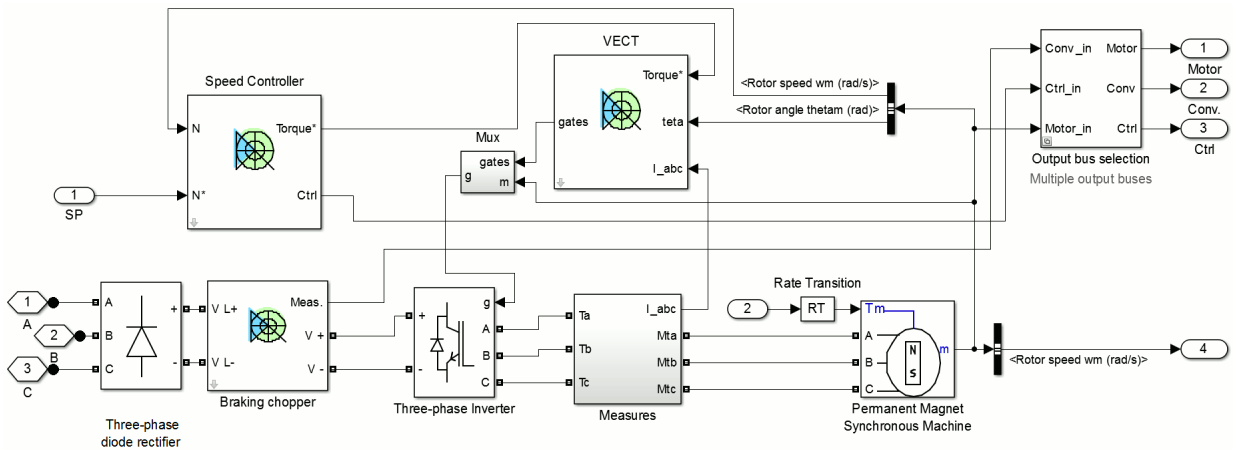 VECT
Speed Controller
N
Torque*
N*
Ctrl
1
SP
Mux
gates
g
m
Torque*
gates
teta
I_abc
<Rotor speed wm (rad/s)>
<Rotor angle thetam (rad)>
Conv_in
Motor
Ctrl_in
Conv
Motor_in
Ctrl
1
Motor
2
Conv.
3
Ctrl
Output bus selection
Multiple output buses
1
A
2
B
3
C
A
+
B
C
-
Three-phase
diode rectifier
V L+
Meas.
V +
V L-
V -
Braking chopper
g
+
A
B
-
C
Three-phase Inverter
Ta
I_abc
Tb
Mta
Mtb
Tc
Mtc
Measures
Rate Transition
2
RT
Tm
A
N
m
B
S
C
Permanent Magnet
Synchronous Machine
<Rotor speed wm (rad/s)>
4